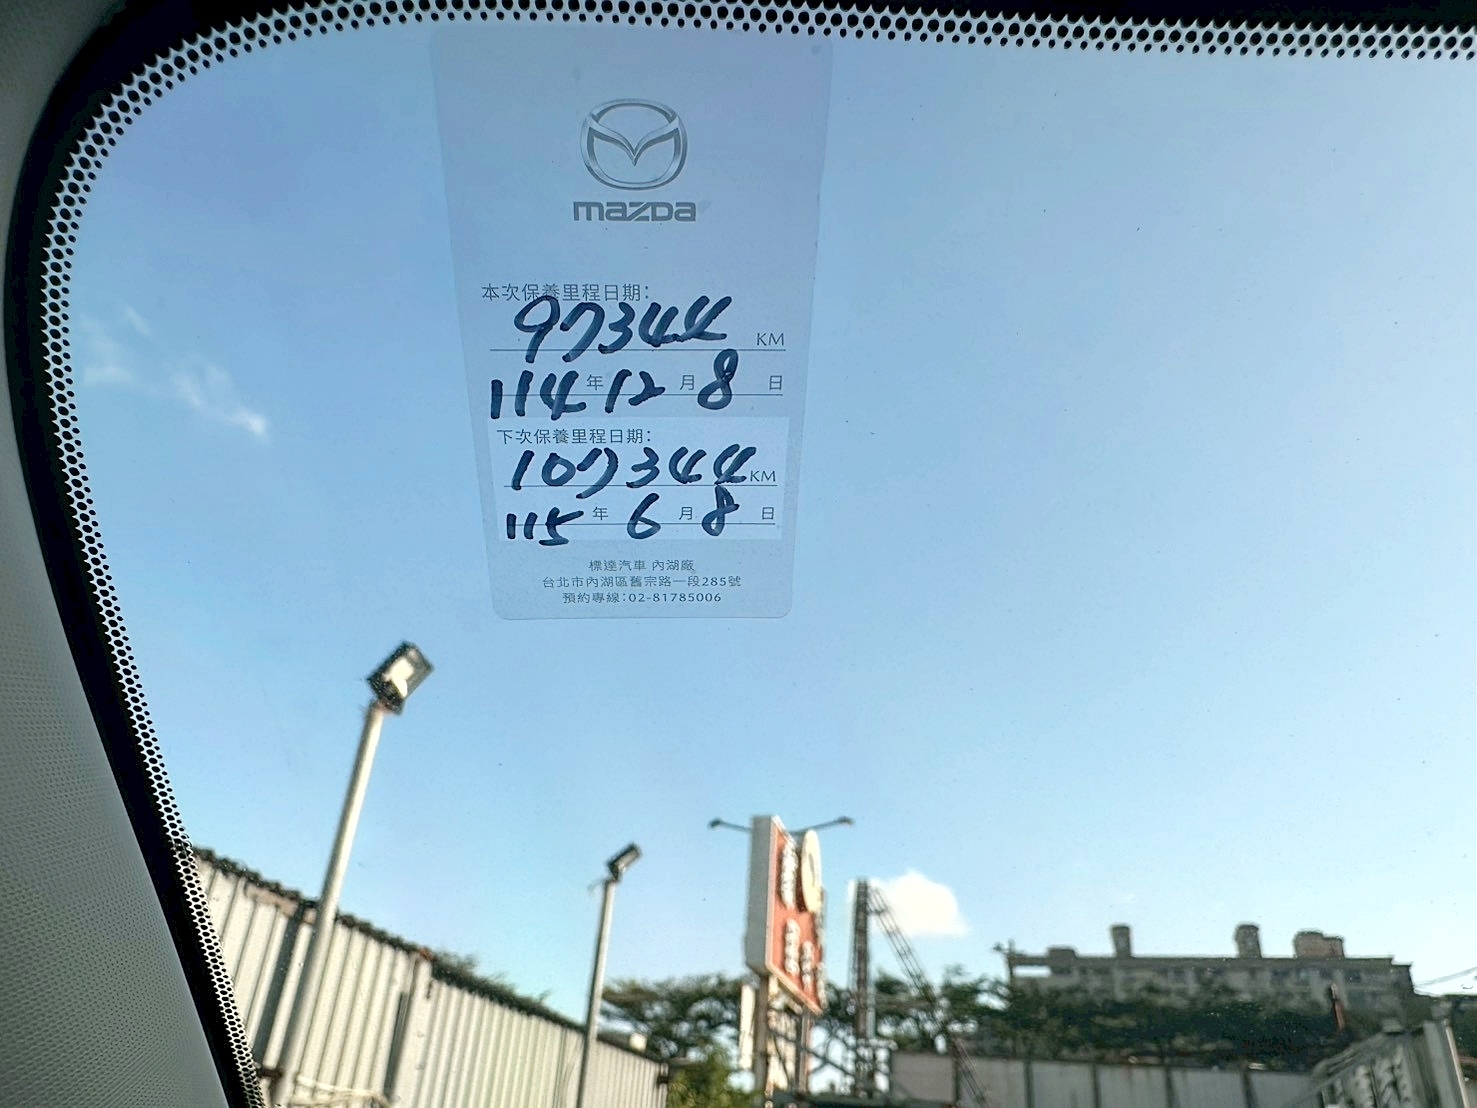 mazda
本次保養里程日期:
97344 KM
114年12月8日
下次保養里程日期:
107344 KM
115年6月8日
標達汽車 內湖廠
台北市內湖區舊宗路一段285號
預約專線:02-81785006